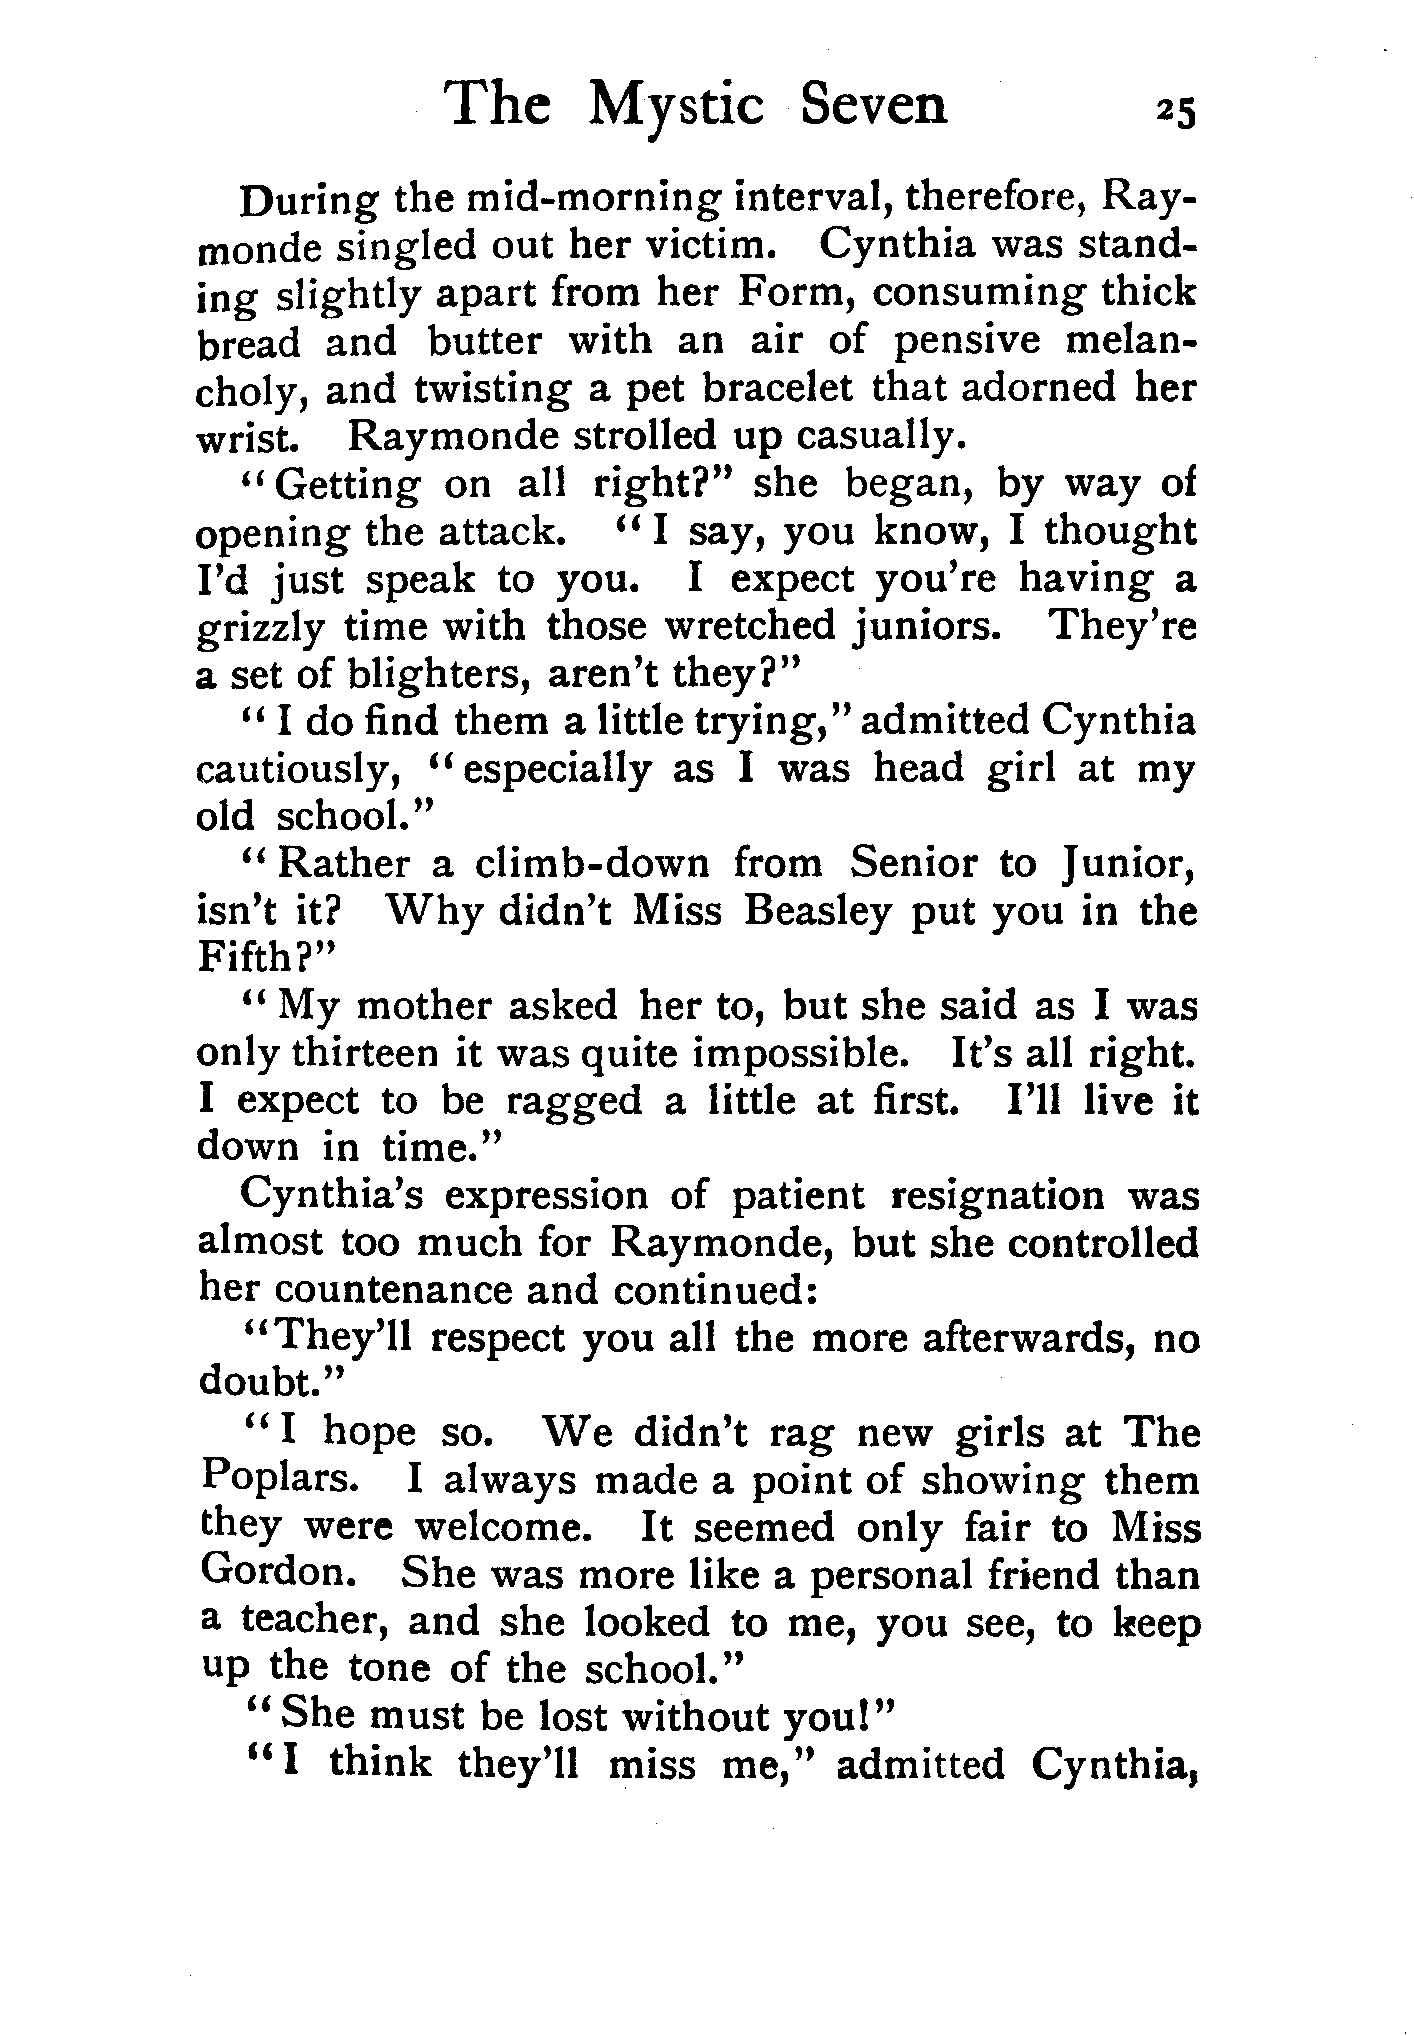 The Mystic Seven 25
During the mid-morning interval, therefore, Ray-
monde singled out her victim. Cynthia was stand-
ing slightly apart from her Form, consuming thick
bread and butter with an air of pensive melan-
choly, and twisting a pet bracelet that adorned her
wrist. Raymonde strolled up casually.
"Getting on all right?" she began, by way of
opening the attack. "I say, you know, I thought
I'd just speak to you. I expect you're having a
grizzly time with those wretched juniors. They're
a set of blighters, aren't they?"
"I do find them a little trying," admitted Cynthia
cautiously, "especially as I was head girl at my
old school."
"Rather a climb-down from Senior to Junior,
isn't it? Why didn't Miss Beasley put you in the
Fifth?"
"My mother asked her to, but she said as I was
only thirteen it was quite impossible. It's all right.
I expect to be ragged a little at first. I'll live it
down in time."
Cynthia's expression of patient resignation was
almost too much for Raymonde, but she controlled
her countenance and continued:
"They'll respect you all the more afterwards, no
doubt."
"I hope so. We didn't rag new girls at The
Poplars. I always made a point of showing them
they were welcome. It seemed only fair to Miss
Gordon. She was more like a personal friend than
a teacher, and she looked to me, you see, to keep
up the tone of the school."
"She must be lost without you!"
"I think they'll miss me," admitted Cynthia,